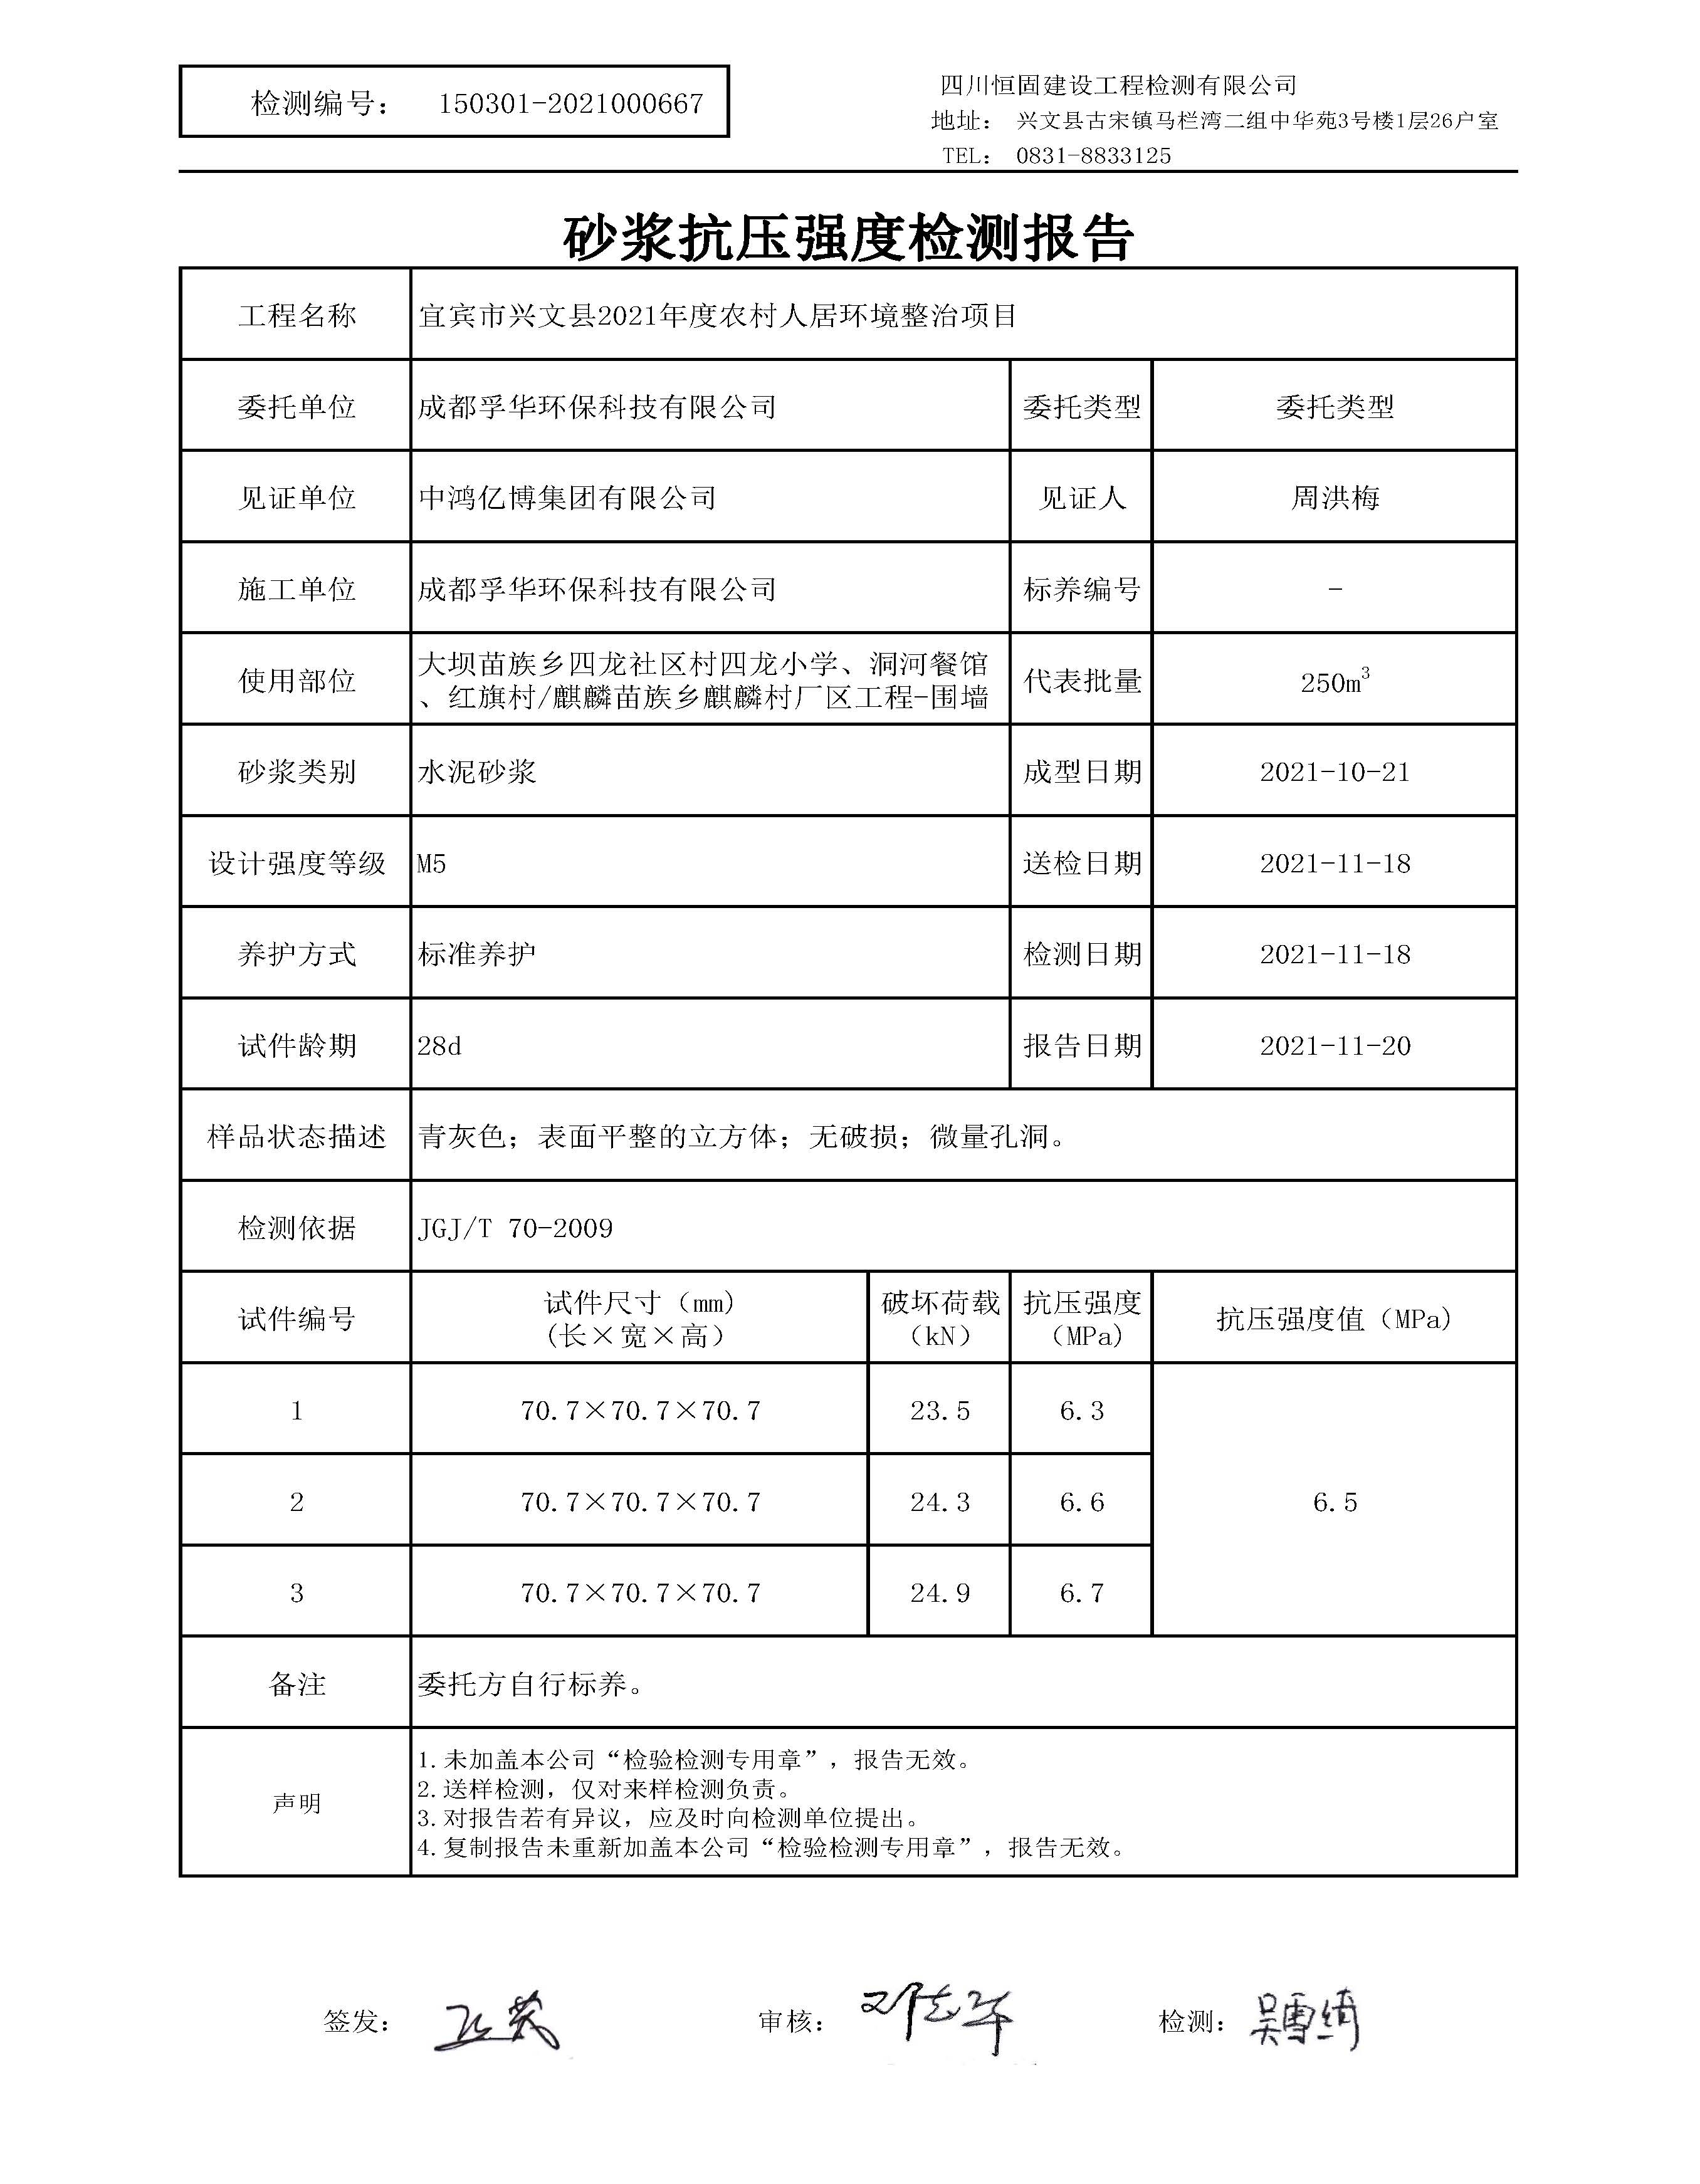 检测编号： 150301-2021000667
四川恒固建设工程检测有限公司
地址： 兴文县古宋镇马栏湾二组中华苑3号楼1层26户室
TEL： 0831-8833125
砂浆抗压强度检测报告
工程名称 宜宾市兴文县2021年度农村人居环境整治项目
委托单位 成都孚华环保科技有限公司 委托类型 委托类型
见证单位 中鸿亿博集团有限公司 见证人 周洪梅
施工单位 成都孚华环保科技有限公司 标养编号 -
使用部位 大坝苗族乡四龙社区村四龙小学、洞河餐馆
、红旗村/麒麟苗族乡麒麟村厂区工程-围墙 代表批量 250m³
砂浆类别 水泥砂浆 成型日期 2021-10-21
设计强度等级 M5 送检日期 2021-11-18
养护方式 标准养护 检测日期 2021-11-18
试件龄期 28d 报告日期 2021-11-20
样品状态描述 青灰色；表面平整的立方体；无破损；微量孔洞。
检测依据 JGJ/T 70-2009
试件编号 试件尺寸（mm)
(长×宽×高） 破坏荷载
（kN） 抗压强度
（MPa) 抗压强度值（MPa)
1 70.7×70.7×70.7 23.5 6.3
2 70.7×70.7×70.7 24.3 6.6 6.5
3 70.7×70.7×70.7 24.9 6.7
备注 委托方自行标养。
声明 1.未加盖本公司“检验检测专用章”，报告无效。
2.送样检测，仅对来样检测负责。
3.对报告若有异议，应及时向检测单位提出。
4.复制报告未重新加盖本公司“检验检测专用章”，报告无效。
签发： 审核： 邓志华 检测： 吴雪绮